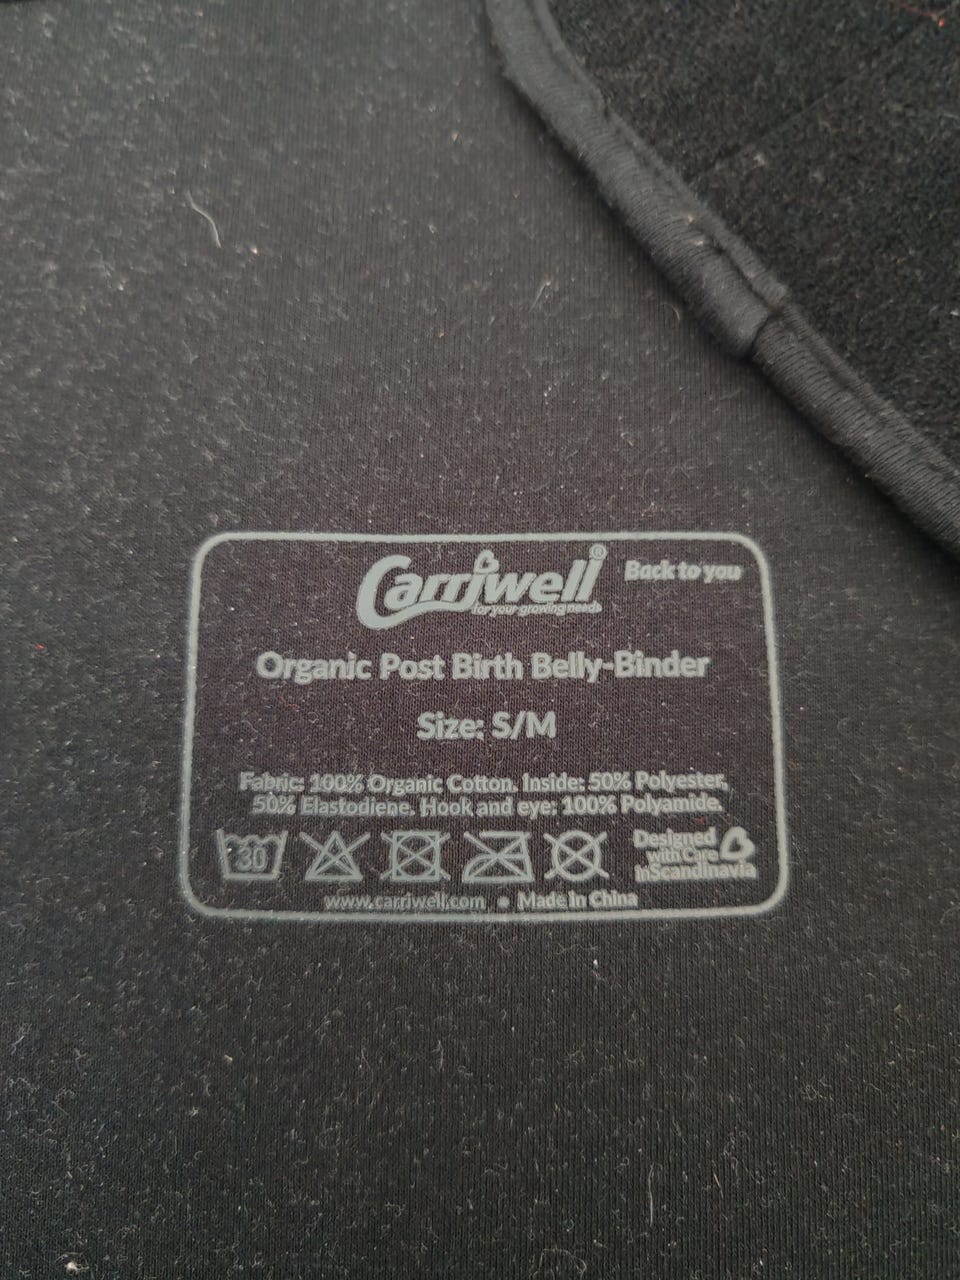 Carriwell®
for your growing needs
Back to you
Organic Post Birth Belly-Binder
Size: S/M
Fabric: 100% Organic Cotton. Inside: 50% Polyester,
50% Elastodiene. Hook and eye: 100% Polyamide.
30
Designed
with Care
inScandinavia
www.carriwell.com • Made in China